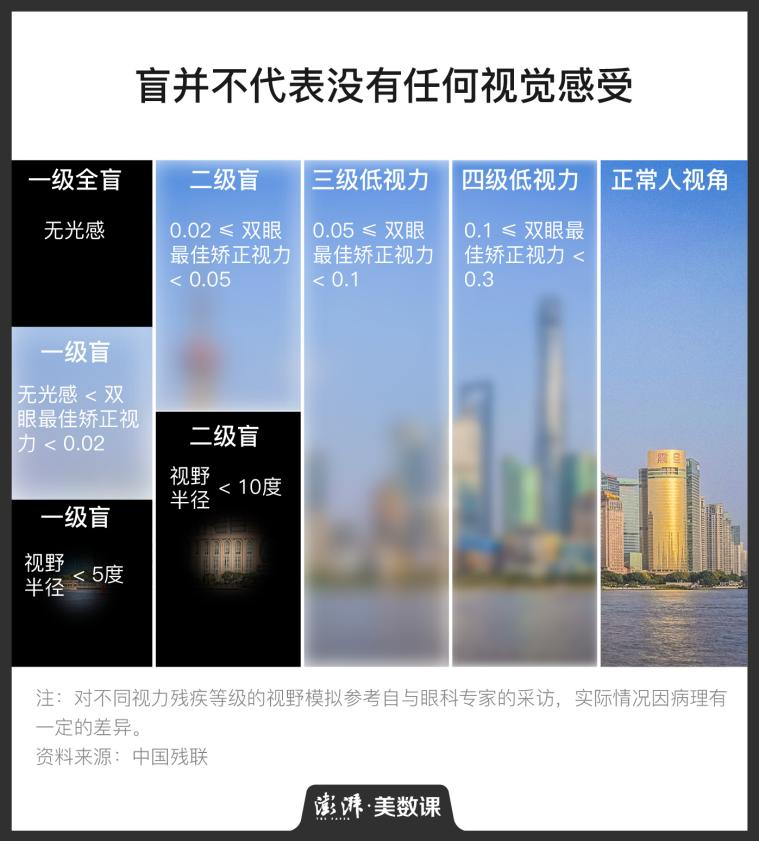 盲并不代表没有任何视觉感受
一级全盲
无光感
一级盲
无光感 < 双
眼最佳矫正视
力 < 0.02
一级盲
视野
半径 < 5度
二级盲
0.02 ≤ 双眼
最佳矫正视力
< 0.05
二级盲
视野
半径 < 10度
三级低视力
0.05 ≤ 双眼
最佳矫正视力
< 0.1
四级低视力
0.1 ≤ 双眼最
佳矫正视力 <
0.3
正常人视角
震旦
注：对不同视力残疾等级的视野模拟参考自与眼科专家的采访，实际情况因病理有
一定的差异。
资料来源：中国残联
澎湃·美数课
THE PAPER